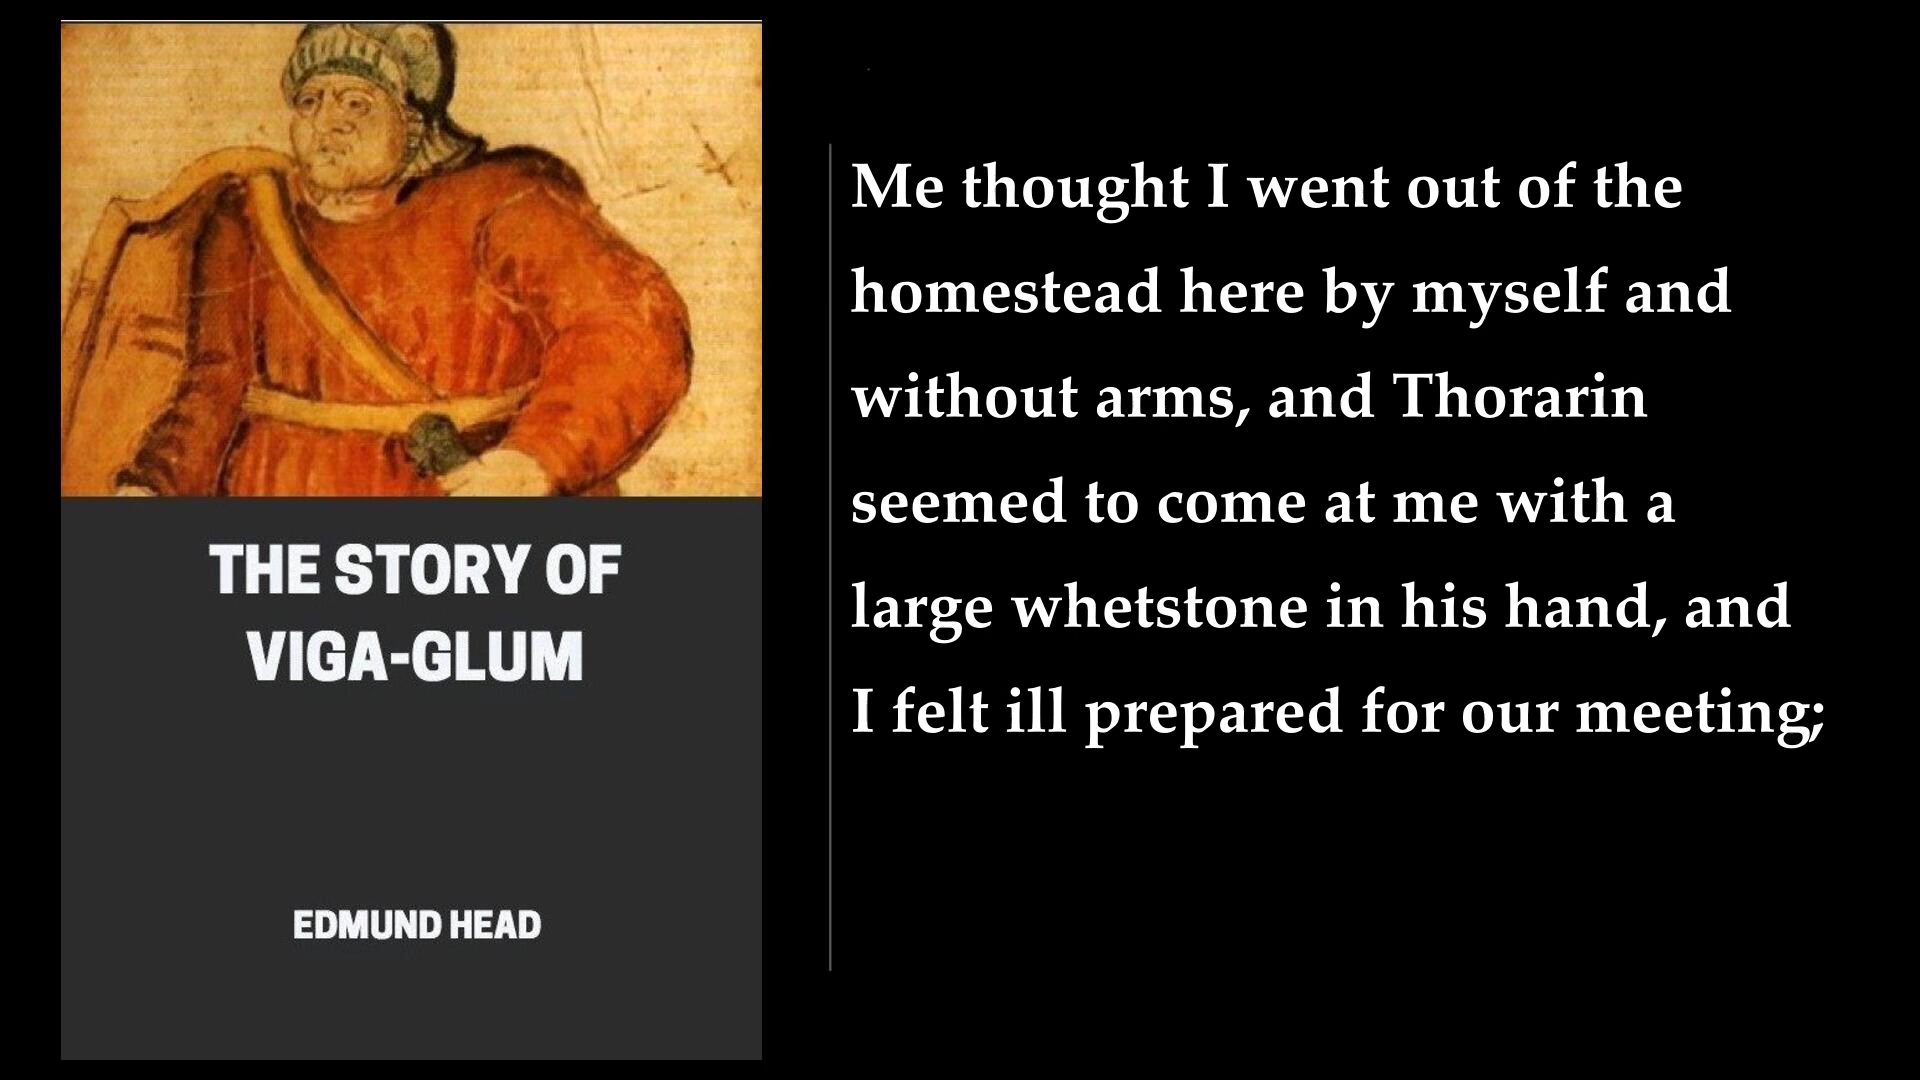 THE STORY OF
VIGA-GLUM
EDMUND HEAD
Me thought I went out of the
homestead here by myself and
without arms, and Thorarin
seemed to come at me with a
large whetstone in his hand, and
I felt ill prepared for our meeting;